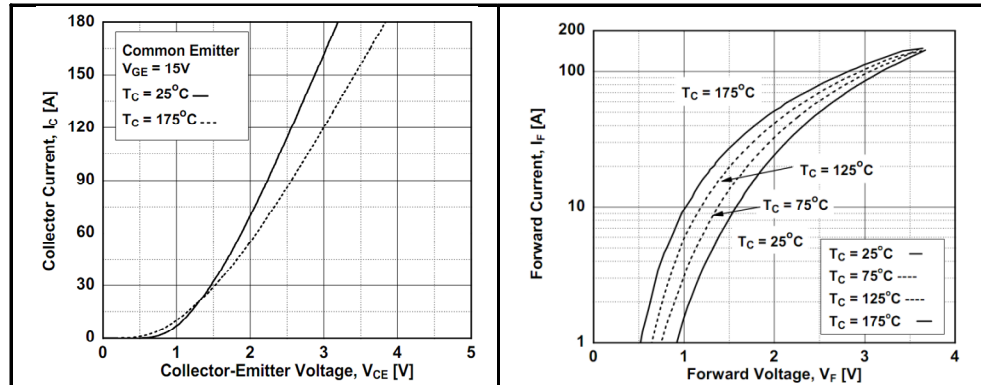 180
150
120
90
60
30
0
Collector Current, I_C [A]
Common Emitter
V_GE = 15V
T_C = 25°C —
T_C = 175°C ----
0 1 2 3 4 5
Collector-Emitter Voltage, V_CE [V]
200
100
10
1
Forward Current, I_F [A]
T_C = 175°C
T_C = 125°C
T_C = 75°C
T_C = 25°C
T_C = 25°C —
T_C = 75°C ----
T_C = 125°C ----
T_C = 175°C —
0 1 2 3 4
Forward Voltage, V_F [V]